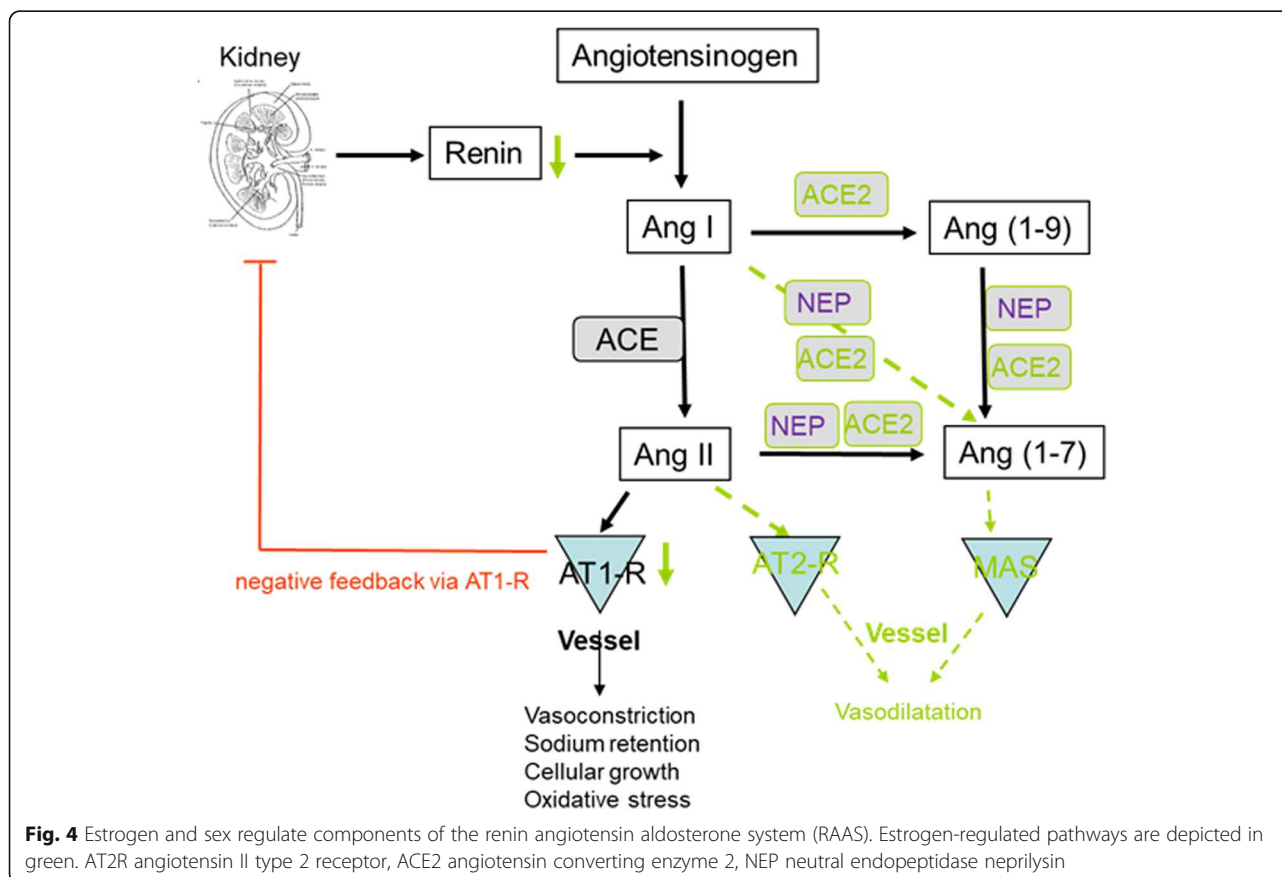 Kidney
Angiotensinogen
Renin
ACE2
Ang I
Ang (1-9)
NEP
ACE2
NEP
ACE2
ACE
NEP
ACE2
Ang II
Ang (1-7)
AT1-R
AT2-R
MAS
negative feedback via AT1-R
Vessel
Vessel
Vasoconstriction
Sodium retention
Cellular growth
Oxidative stress
Vasodilatation
Fig. 4 Estrogen and sex regulate components of the renin angiotensin aldosterone system (RAAS). Estrogen-regulated pathways are depicted in
green. AT2R angiotensin II type 2 receptor, ACE2 angiotensin converting enzyme 2, NEP neutral endopeptidase neprilysin